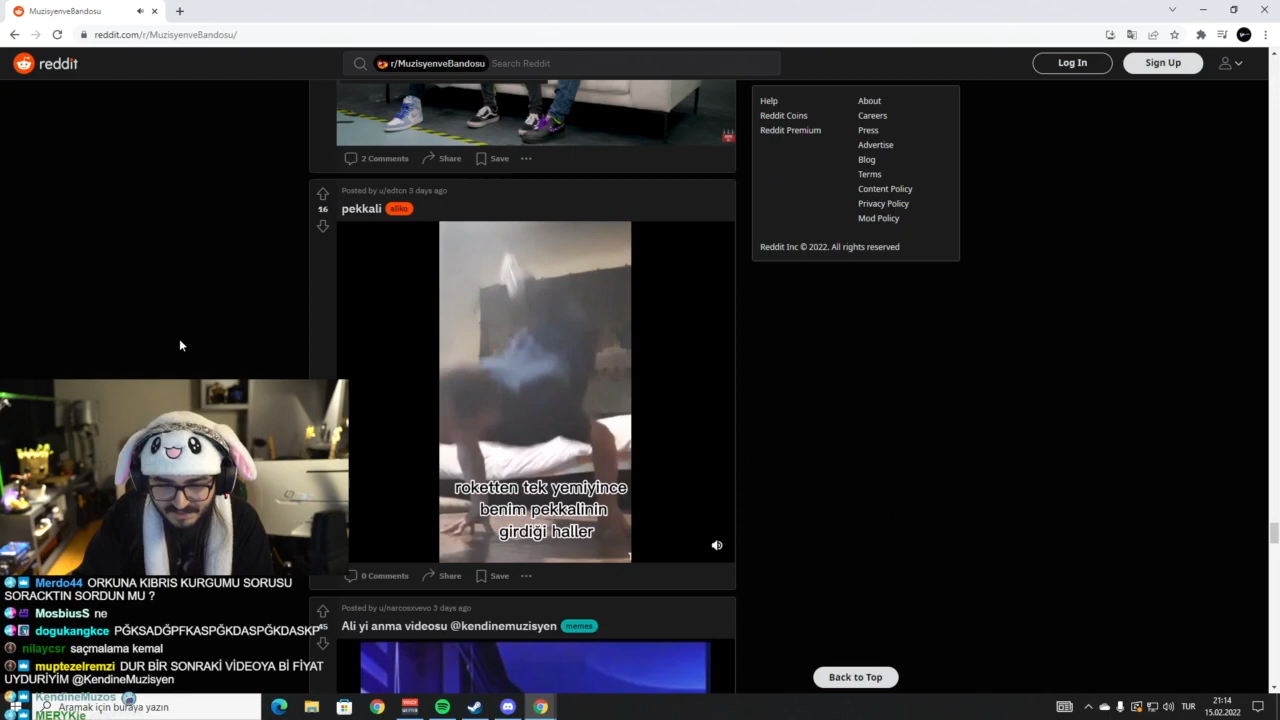 MuzisyenveBandosu
reddit.com/r/MuzisyenveBandosu/
reddit
r/MuzisyenveBandosu Search Reddit
Log In
Sign Up
2 Comments Share Save
Help
About
Reddit Coins
Careers
Reddit Premium
Press
Advertise
Blog
Terms
Content Policy
Privacy Policy
Mod Policy
Reddit Inc © 2022. All rights reserved
Posted by u/edtcn 3 days ago
16
pekkali aliko
roketten tek yemiyince
benim pekkalinin
girdiği haller
0 Comments Share Save
Posted by u/narcosxvevo 3 days ago
Ali yi anma videosu @kendinemuzisyen memes
Back to Top
Merdo44 ORKUNA KIBRIS KURGUMU SORUSU
SORACKTIN SORDUN MU ?
MosbiusS ne
dogukangkce PĞKSADĞPFKASPĞKDASPĞKDASKP
nilaycsr saçmalama kemal
muptezelremzi DUR BİR SONRAKİ VİDEOYA Bİ FİYAT
UYDURİYİM @KendineMuzisyen
KendineMuzos
MERYKie
Aramak için buraya yazın
TUR
21:14
15.02.2022